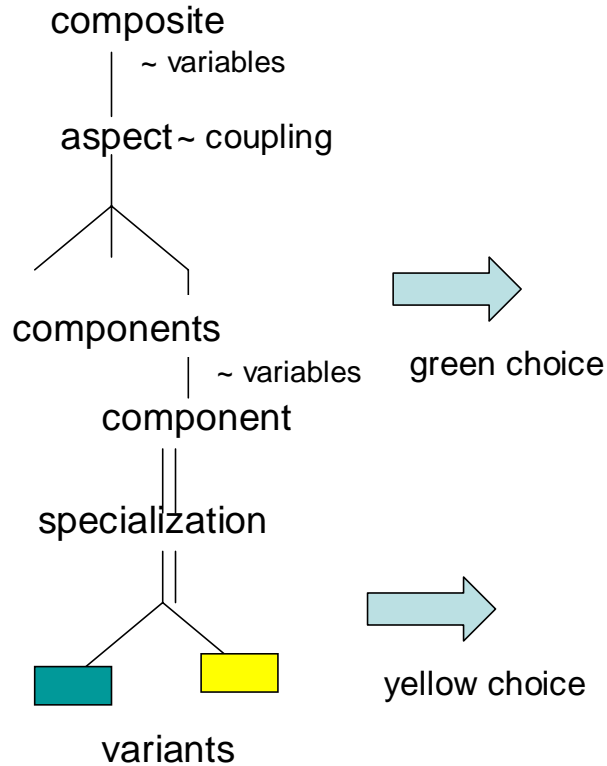 composite
~ variables
aspect ~ coupling
components
green choice
~ variables
component
specialization
yellow choice
variants